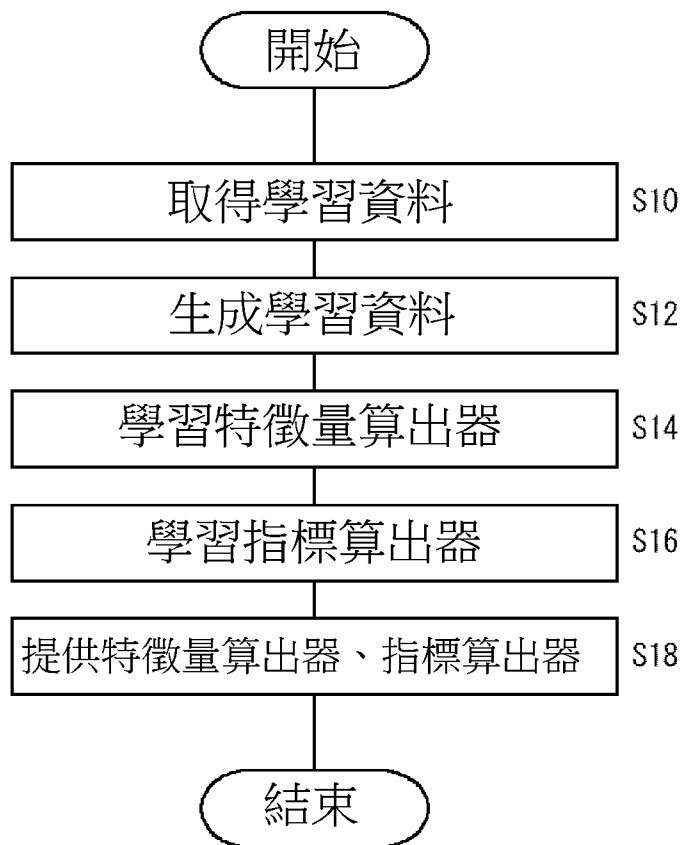 開始
取得學習資料 S10
生成學習資料 S12
學習特徵量算出器 S14
學習指標算出器 S16
提供特徵量算出器、指標算出器 S18
結束